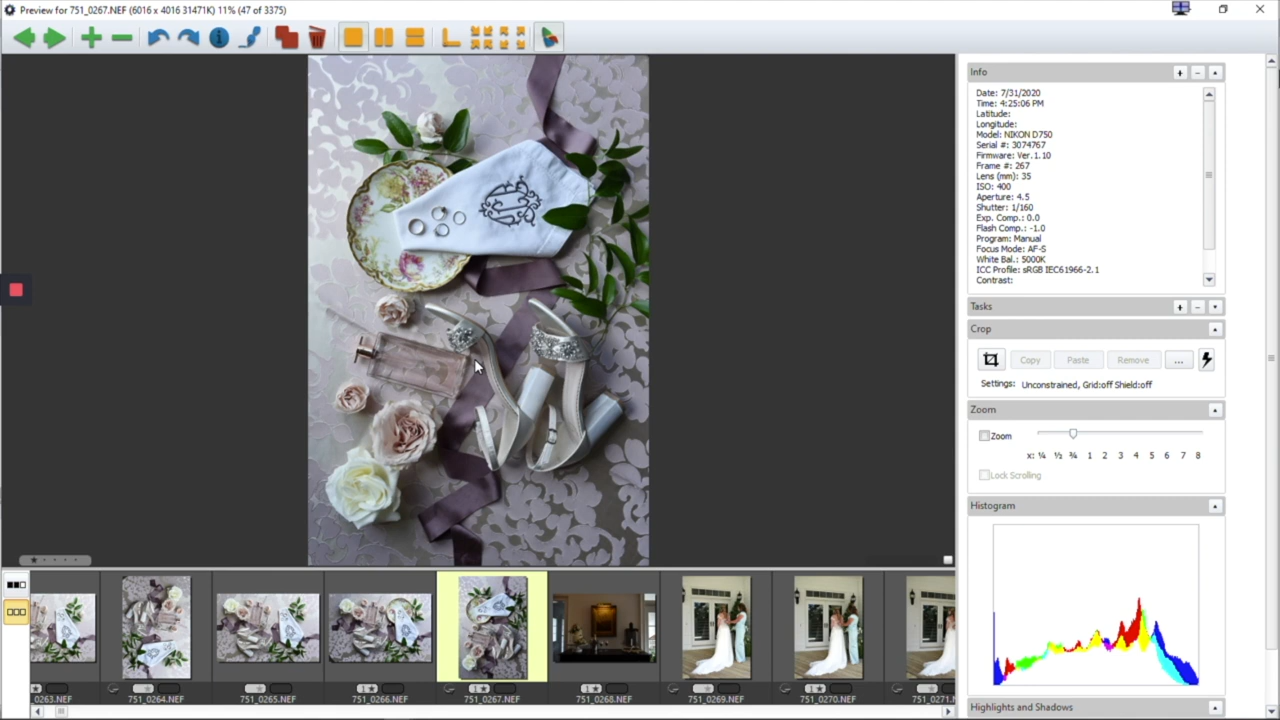 Preview for 751_0267.NEF (6016 x 4016 31471K) 11% (47 of 3375)
Info
Date: 7/31/2020
Time: 4:25:06 PM
Latitude:
Longitude:
Model: NIKON D750
Serial #: 3074767
Firmware: Ver.1.10
Frame #: 267
Lens (mm): 35
ISO: 400
Aperture: 4.5
Shutter: 1/160
Exp. Comp.: 0.0
Flash Comp.: -1.0
Program: Manual
Focus Mode: AF-S
White Bal.: 5000K
ICC Profile: sRGB IEC61966-2.1
Contrast:
Tasks
Crop
Copy Paste Remove ...
Settings: Unconstrained, Grid:off Shield:off
Zoom
Zoom
x: ¼ ½ ¾ 1 2 3 4 5 6 7 8
Lock Scrolling
Histogram
Highlights and Shadows
1 1 1 1
_0263.NEF 751_0264.NEF 751_0265.NEF 751_0266.NEF 751_0267.NEF 751_0268.NEF 751_0269.NEF 751_0270.NEF 751_0271.N